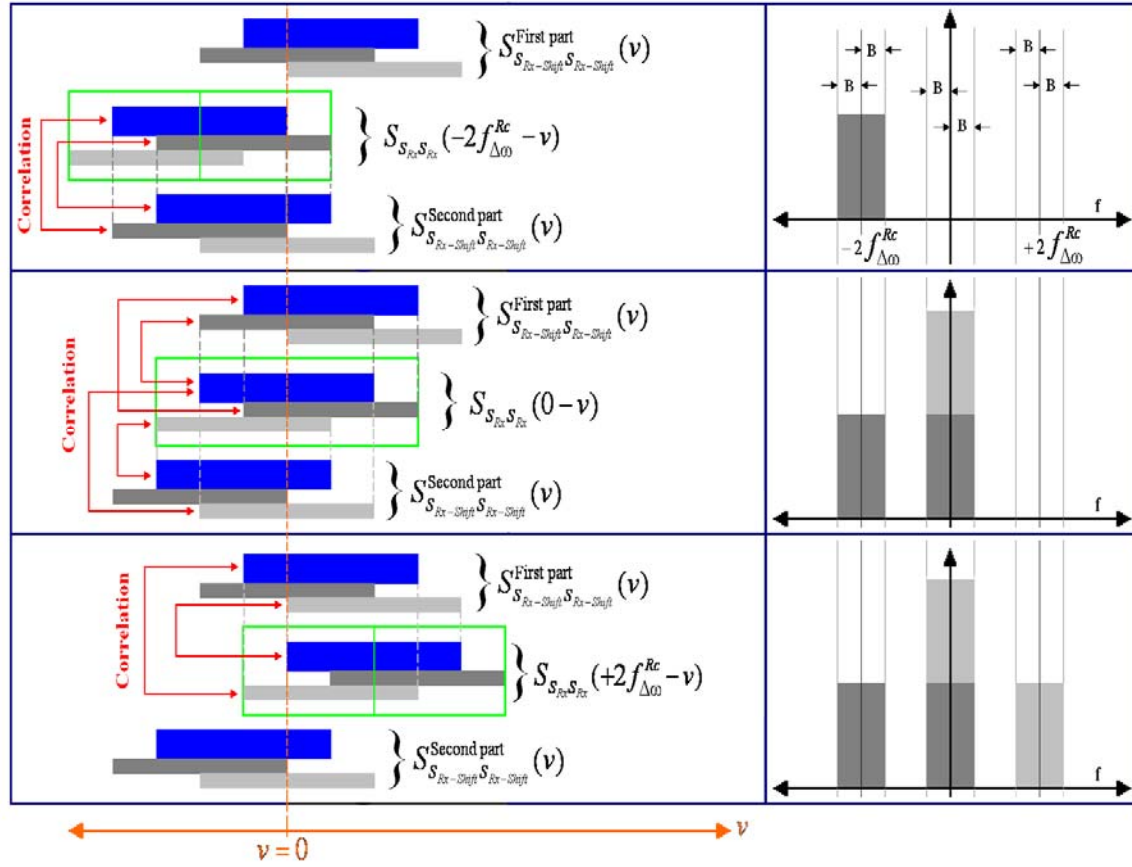 S^{First part}_{S_{Rx-Shift} S_{Rx-Shift}}(ν)
Correlation
S_{S_{Rx} S_{Rx}}(-2f^{Rc}_{Δω} - ν)
S^{Second part}_{S_{Rx-Shift} S_{Rx-Shift}}(ν)
B
B
B
B
B
B
f
-2f^{Rc}_{Δω}
+2f^{Rc}_{Δω}
S^{First part}_{S_{Rx-Shift} S_{Rx-Shift}}(ν)
Correlation
S_{S_{Rx} S_{Rx}}(0 - ν)
S^{Second part}_{S_{Rx-Shift} S_{Rx-Shift}}(ν)
f
S^{First part}_{S_{Rx-Shift} S_{Rx-Shift}}(ν)
Correlation
S_{S_{Rx} S_{Rx}}(+2f^{Rc}_{Δω} - ν)
S^{Second part}_{S_{Rx-Shift} S_{Rx-Shift}}(ν)
f
ν
ν = 0